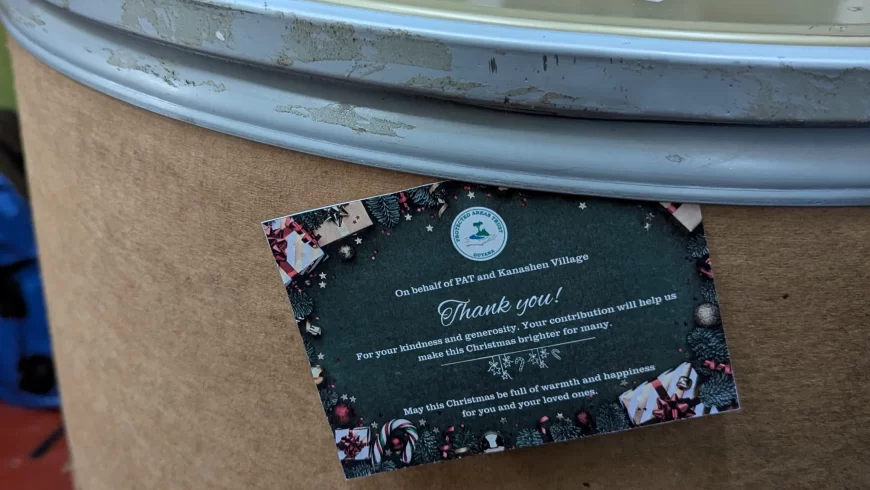 PROTECTED AREAS TRUST
GUYANA
On behalf of PAT and Kanashen Village
Thank you!
For your kindness and generosity. Your contribution will help us
make this Christmas brighter for many.
May this Christmas be full of warmth and happiness
for you and your loved ones.